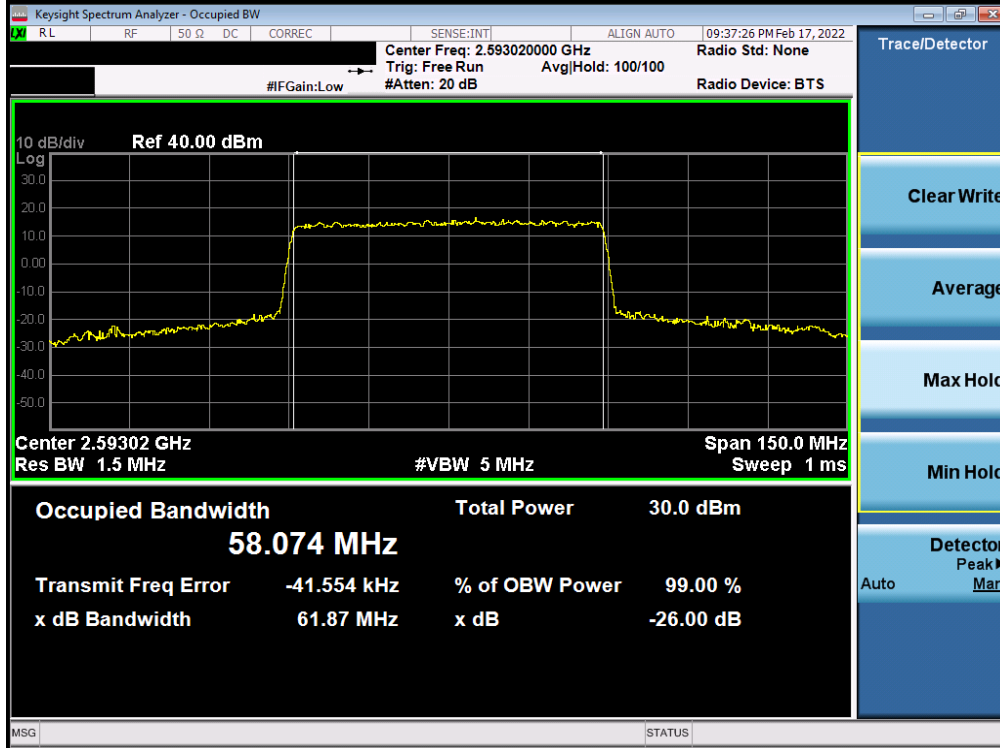 Keysight Spectrum Analyzer - Occupied BW
LXI RL RF 50 Ω DC CORREC SENSE:INT ALIGN AUTO 09:37:26 PM Feb 17, 2022
Center Freq: 2.593020000 GHz Radio Std: None
Trig: Free Run Avg|Hold: 100/100
#IFGain:Low #Atten: 20 dB Radio Device: BTS
Trace/Detector
10 dB/div Ref 40.00 dBm
Log
30.0
20.0
10.0
0.00
-10.0
-20.0
-30.0
-40.0
-50.0
Center 2.59302 GHz Span 150.0 MHz
Res BW 1.5 MHz #VBW 5 MHz Sweep 1 ms
Occupied Bandwidth Total Power 30.0 dBm
58.074 MHz
Transmit Freq Error -41.554 kHz % of OBW Power 99.00 %
x dB Bandwidth 61.87 MHz x dB -26.00 dB
Clear Write
Average
Max Hold
Min Hold
Detector
Peak
Auto Man
MSG STATUS